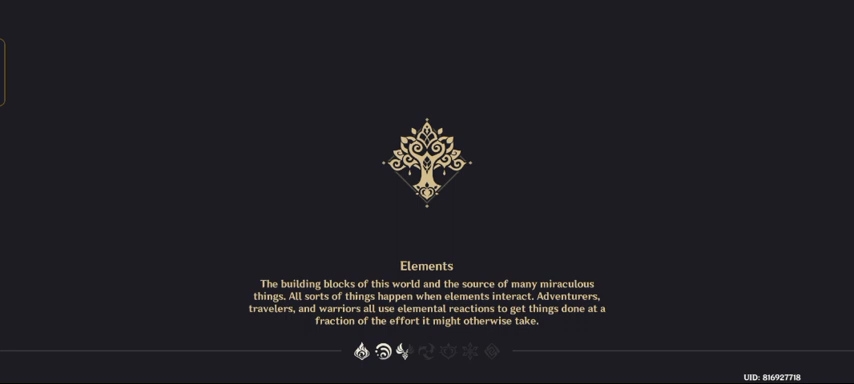 Elements
The building blocks of this world and the source of many miraculous
things. All sorts of things happen when elements interact. Adventurers,
travelers, and warriors all use elemental reactions to get things done at a
fraction of the effort it might otherwise take.
UID: 816927718